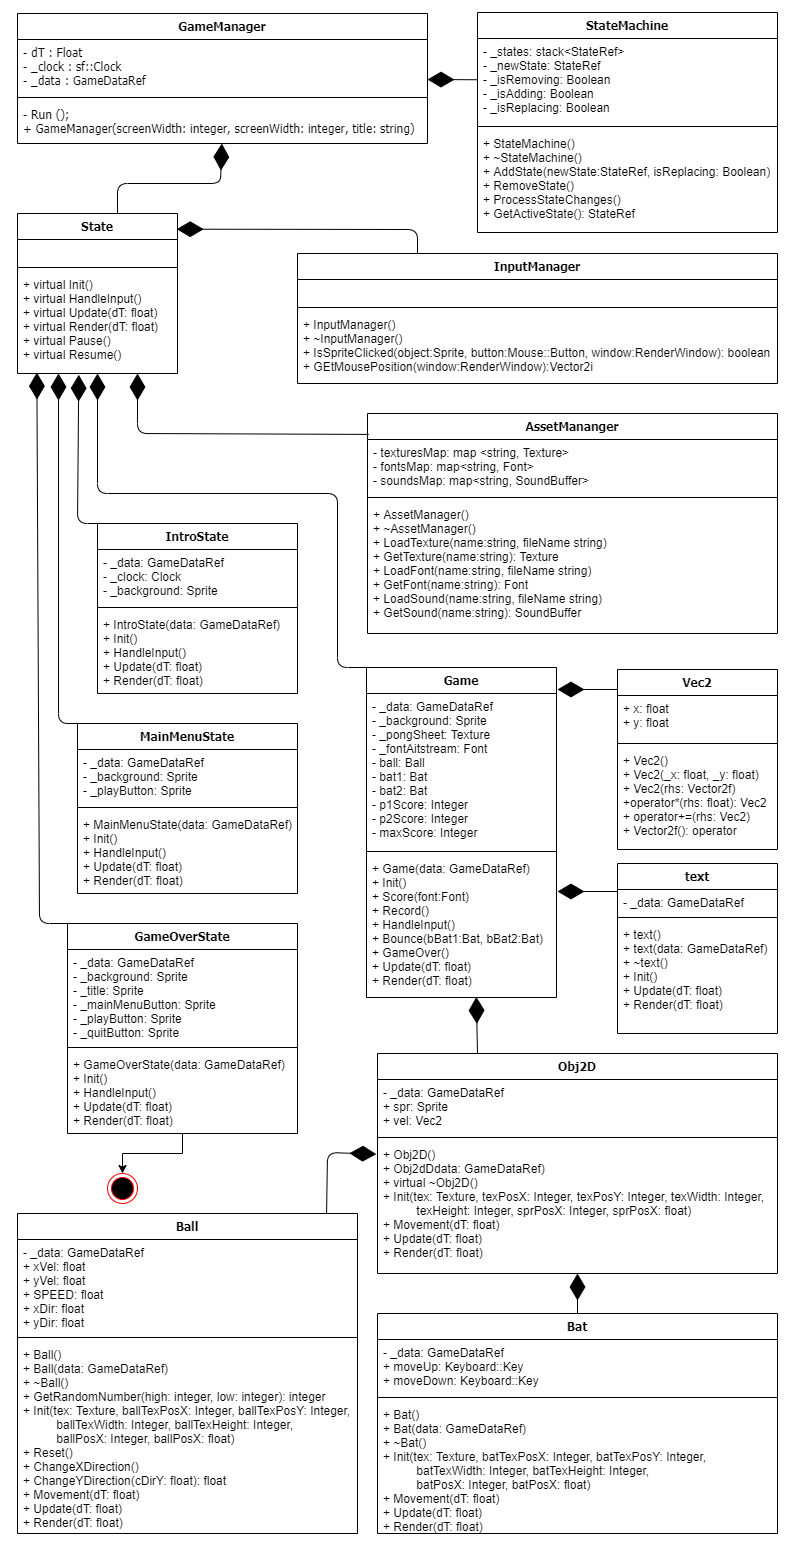 GameManager
- dT : Float
- _clock : sf::Clock
- _data : GameDataRef
- Run ();
+ GameManager(screenWidth: integer, screenWidth: integer, title: string)
StateMachine
- _states: stack<StateRef>
- _newState: StateRef
- _isRemoving: Boolean
- _isAdding: Boolean
- _isReplacing: Boolean
+ StateMachine()
+ ~StateMachine()
+ AddState(newState:StateRef, isReplacing: Boolean)
+ RemoveState()
+ ProcessStateChanges()
+ GetActiveState(): StateRef
State
+ virtual Init()
+ virtual HandleInput()
+ virtual Update(dT: float)
+ virtual Render(dT: float)
+ virtual Pause()
+ virtual Resume()
InputManager
+ InputManager()
+ ~InputManager()
+ IsSpriteClicked(object:Sprite, button:Mouse::Button, window:RenderWindow): boolean
+ GEtMousePosition(window:RenderWindow):Vector2i
AssetMananger
- texturesMap: map <string, Texture>
- fontsMap: map<string, Font>
- soundsMap: map<string, SoundBuffer>
+ AssetManager()
+ ~AssetManager()
+ LoadTexture(name:string, fileName string)
+ GetTexture(name:string): Texture
+ LoadFont(name:string, fileName string)
+ GetFont(name:string): Font
+ LoadSound(name:string, fileName string)
+ GetSound(name:string): SoundBuffer
IntroState
- _data: GameDataRef
- _clock: Clock
- _background: Sprite
+ IntroState(data: GameDataRef)
+ Init()
+ HandleInput()
+ Update(dT: float)
+ Render(dT: float)
MainMenuState
- _data: GameDataRef
- _background: Sprite
- _playButton: Sprite
+ MainMenuState(data: GameDataRef)
+ Init()
+ HandleInput()
+ Update(dT: float)
+ Render(dT: float)
GameOverState
- _data: GameDataRef
- _background: Sprite
- _title: Sprite
- _mainMenuButton: Sprite
- _playButton: Sprite
- _quitButton: Sprite
+ GameOverState(data: GameDataRef)
+ Init()
+ HandleInput()
+ Update(dT: float)
+ Render(dT: float)
Game
- _data: GameDataRef
- _background: Sprite
- _pongSheet: Texture
- _fontAitstream: Font
- ball: Ball
- bat1: Bat
- bat2: Bat
- p1Score: Integer
- p2Score: Integer
- maxScore: Integer
+ Game(data: GameDataRef)
+ Init()
+ Score(font:Font)
+ Record()
+ HandleInput()
+ Bounce(bBat1:Bat, bBat2:Bat)
+ GameOver()
+ Update(dT: float)
+ Render(dT: float)
Vec2
+ x: float
+ y: float
+ Vec2()
+ Vec2(_x: float, _y: float)
+ Vec2(rhs: Vector2f)
+operator*(rhs: float): Vec2
+ operator+=(rhs: Vec2)
+ Vector2f(): operator
text
- _data: GameDataRef
+ text()
+ text(data: GameDataRef)
+ ~text()
+ Init()
+ Update(dT: float)
+ Render(dT: float)
Obj2D
- _data: GameDataRef
+ spr: Sprite
+ vel: Vec2
+ Obj2D()
+ Obj2dDdata: GameDataRef)
+ virtual ~Obj2D()
+ Init(tex: Texture, texPosX: Integer, texPosY: Integer, texWidth: Integer,
texHeight: Integer, sprPosX: Integer, sprPosX: float)
+ Movement(dT: float)
+ Update(dT: float)
+ Render(dT: float)
Ball
- _data: GameDataRef
+ xVel: float
+ yVel: float
+ SPEED: float
+ xDir: float
+ yDir: float
+ Ball()
+ Ball(data: GameDataRef)
+ ~Ball()
+ GetRandomNumber(high: integer, low: integer): integer
+ Init(tex: Texture, ballTexPosX: Integer, ballTexPosY: Integer,
ballTexWidth: Integer, ballTexHeight: Integer,
ballPosX: Integer, ballPosX: float)
+ Reset()
+ ChangeXDirection()
+ ChangeYDirection(cDirY: float): float
+ Movement(dT: float)
+ Update(dT: float)
+ Render(dT: float)
Bat
- _data: GameDataRef
+ moveUp: Keyboard::Key
+ moveDown: Keyboard::Key
+ Bat()
+ Bat(data: GameDataRef)
+ ~Bat()
+ Init(tex: Texture, batTexPosX: Integer, batTexPosY: Integer,
batTexWidth: Integer, batTexHeight: Integer,
batPosX: Integer, batPosX: float)
+ Movement(dT: float)
+ Update(dT: float)
+ Render(dT: float)